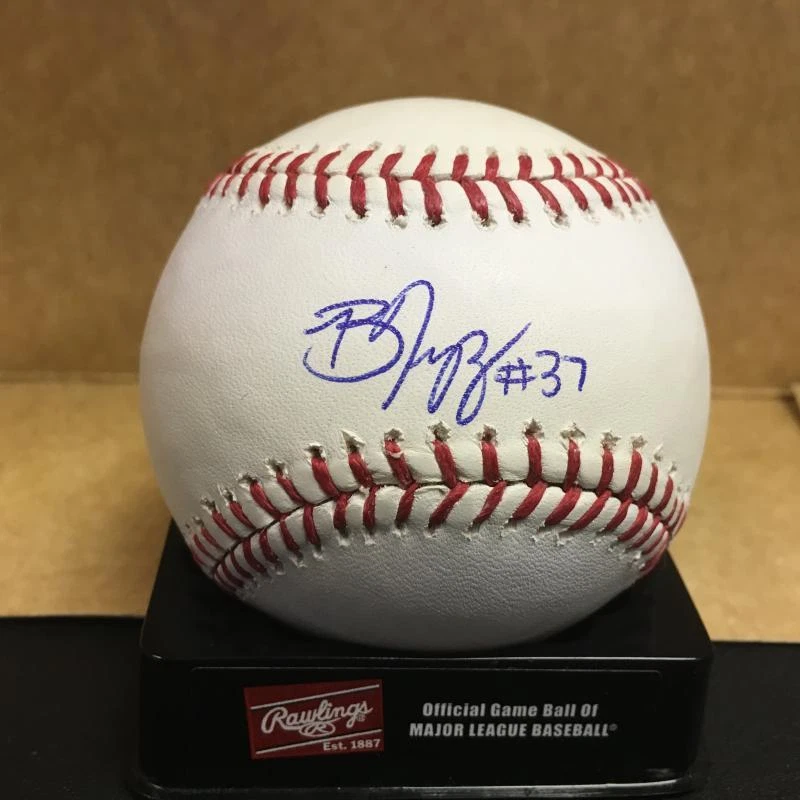 #37
Rawlings®
Est. 1887
Official Game Ball Of
MAJOR LEAGUE BASEBALL®